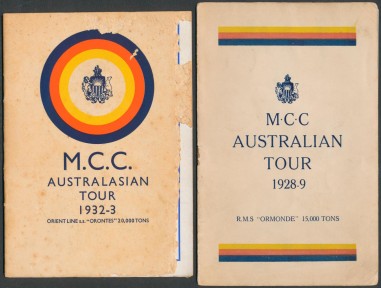 M.C.C.
AUSTRALASIAN
TOUR
1932-3
ORIENT LINE s.s. "ORONTES" 20,000 TONS
M·C·C
AUSTRALIAN
TOUR
1928-9
R.M.S "ORMONDE" 15,000 TONS